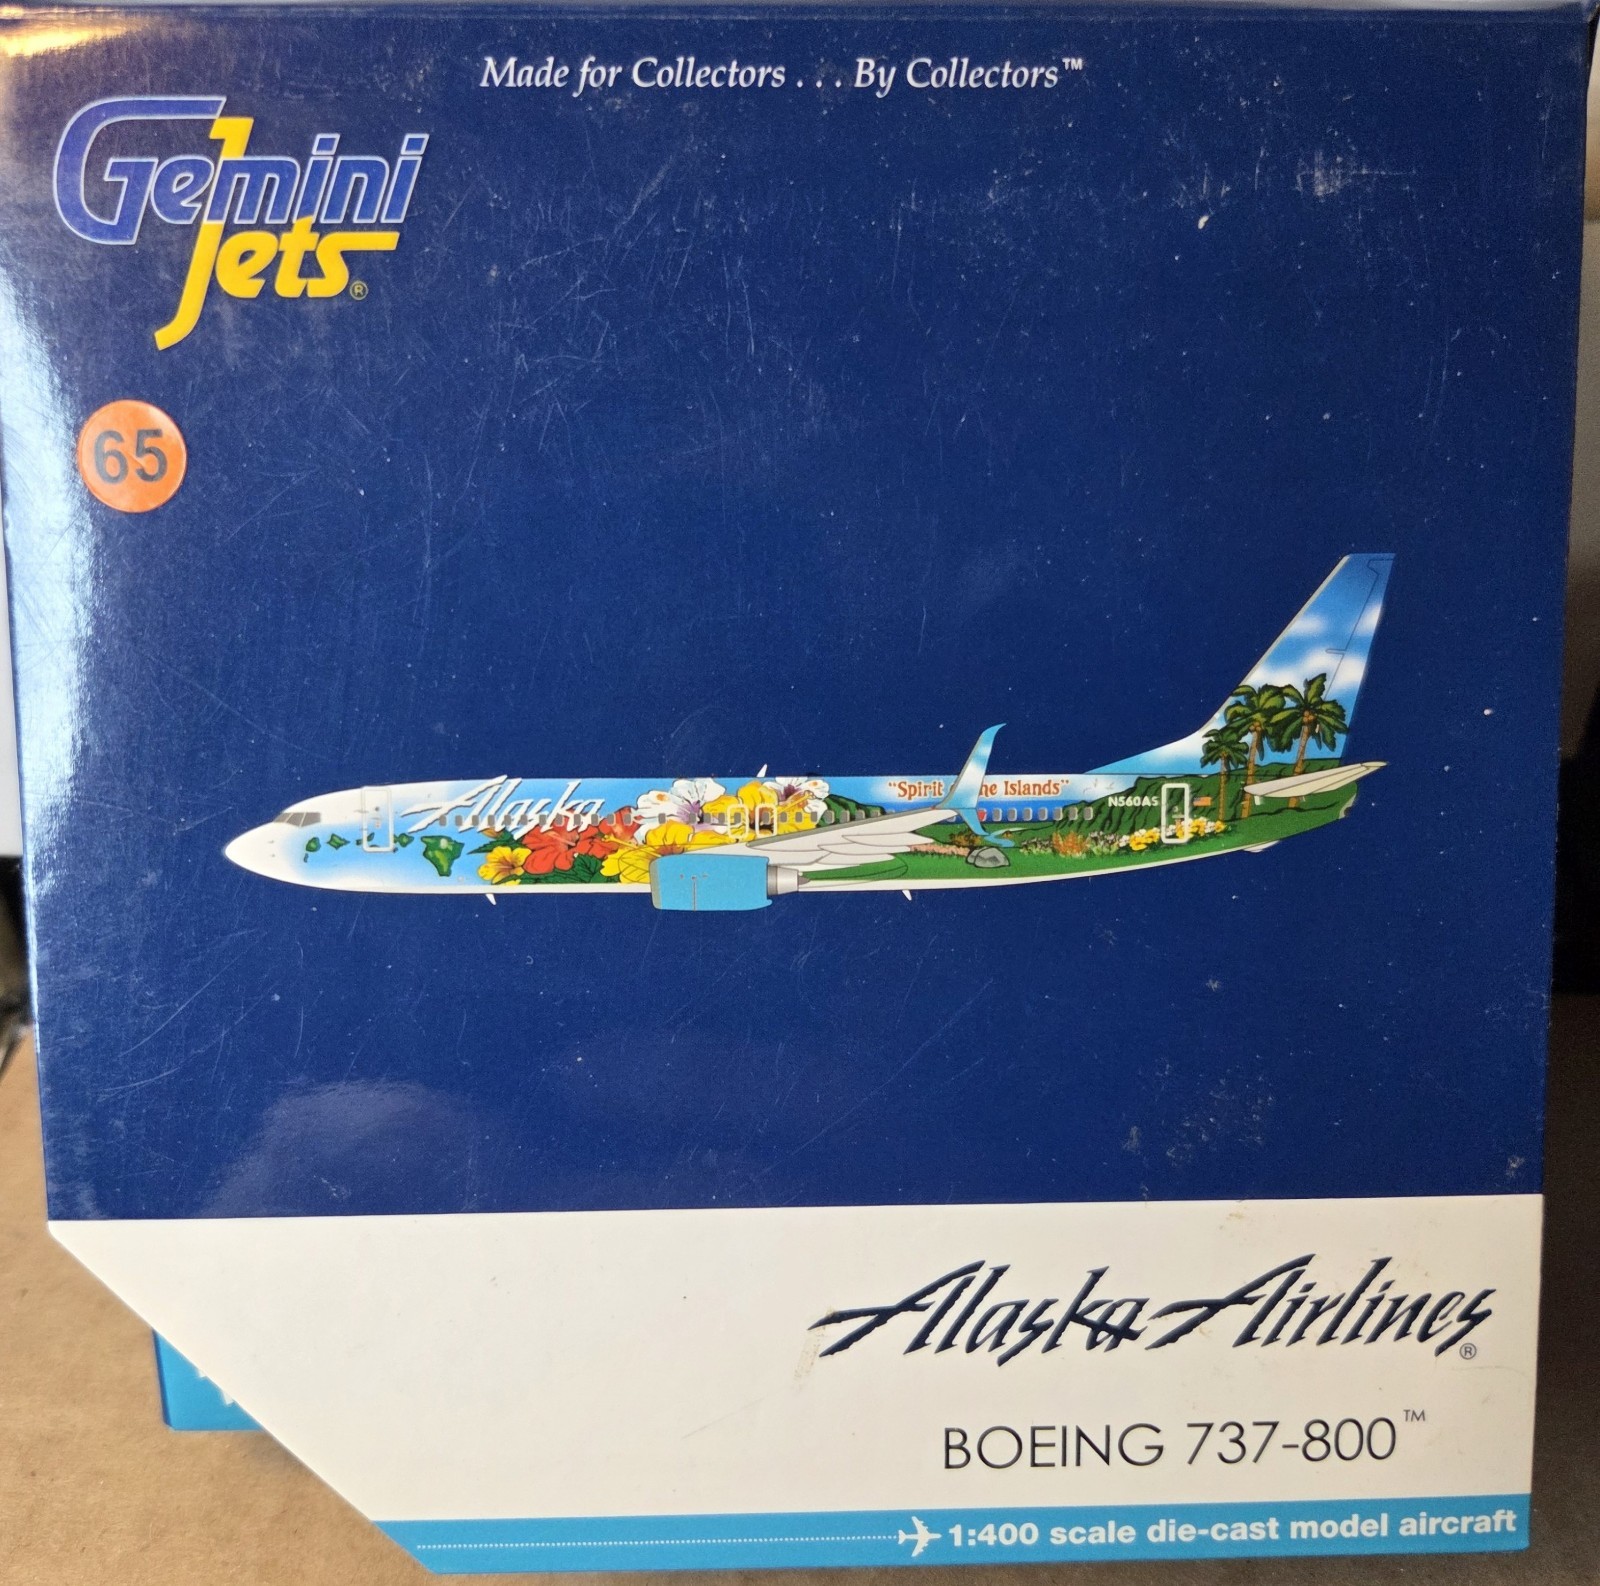 Made for Collectors . . . By Collectors™
Gemini
Jets®
65
Alaska
"Spirit he Islands"
N560AS
Alaska Airlines®
BOEING 737-800™
1:400 scale die-cast model aircraft